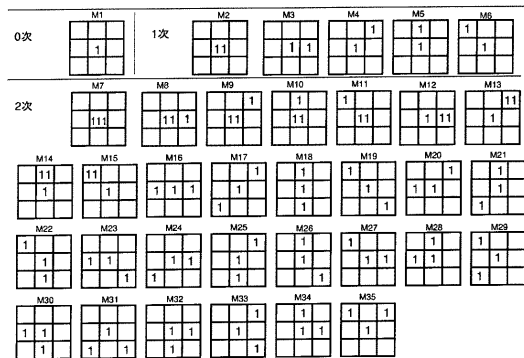 M1 M2 M3 M4 M5 M6
0次 1次 1 1 1
1 11 1 1 1 1 1
2次
M7 M8 M9 M10 M11 M12 M13
1 1 1 11
111 11 1 11 11 11 1 11 1
M14 M15 M16 M17 M18 M19 M20 M21
11 11 1 1 1 1 1
1 1 1 1 1 1 1 1 1 1 1
1 1 1 1
M22 M23 M24 M25 M26 M27 M28 M29
1 1 1 1 1 1
1 1 1 1 1 1 1 1 1 1 1 1
1 1 1 1 1 1
M30 M31 M32 M33 M34 M35
1 1 1 1
1 1 1 1 1 1 1 1 1
1 1 1 1 1